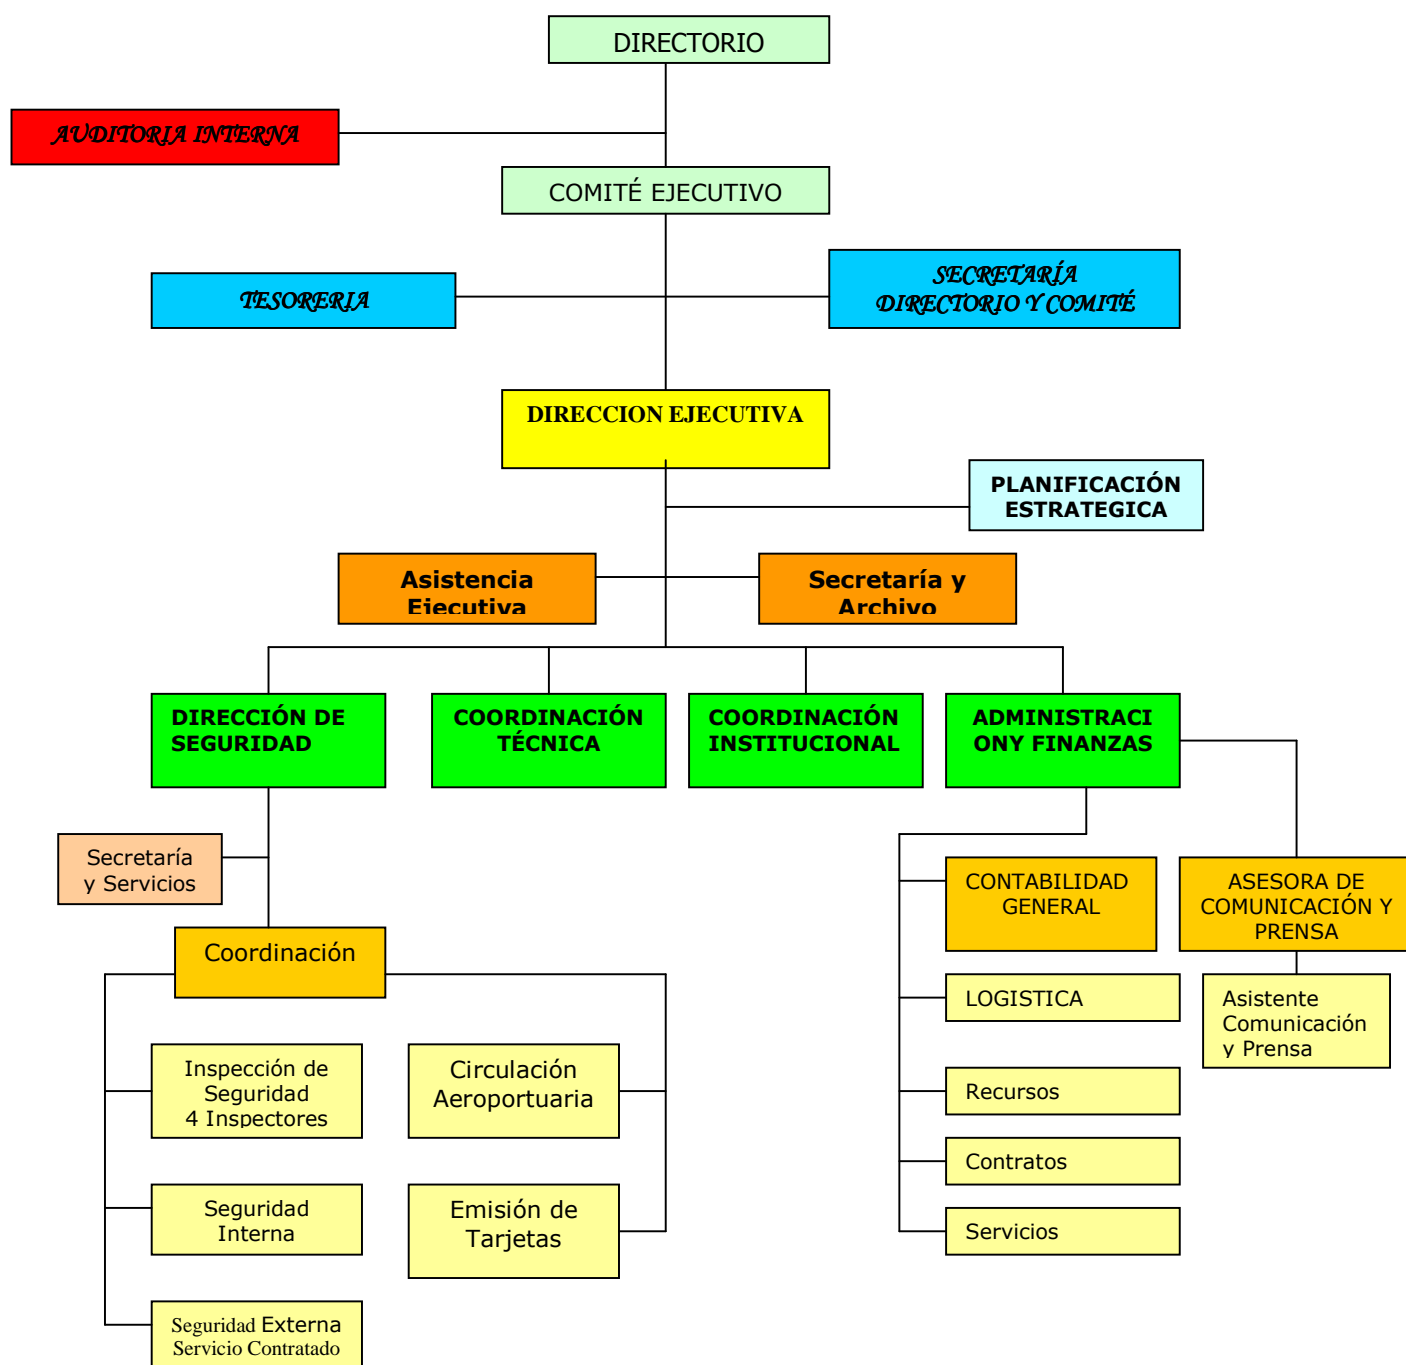 DIRECTORIO
AUDITORIA INTERNA
COMITÉ EJECUTIVO
TESORERIA
SECRETARÍA
DIRECTORIO Y COMITÉ
DIRECCION EJECUTIVA
PLANIFICACIÓN
ESTRATEGICA
Asistencia
Ejecutiva
Secretaría y
Archivo
DIRECCIÓN DE
SEGURIDAD
COORDINACIÓN
TÉCNICA
COORDINACIÓN
INSTITUCIONAL
ADMINISTRACI
ONY FINANZAS
Secretaría
y Servicios
CONTABILIDAD
GENERAL
ASESORA DE
COMUNICACIÓN Y
PRENSA
Coordinación
LOGISTICA
Asistente
Comunicación
y Prensa
Inspección de
Seguridad
4 Inspectores
Circulación
Aeroportuaria
Recursos
Contratos
Seguridad
Interna
Emisión de
Tarjetas
Servicios
Seguridad Externa
Servicio Contratado